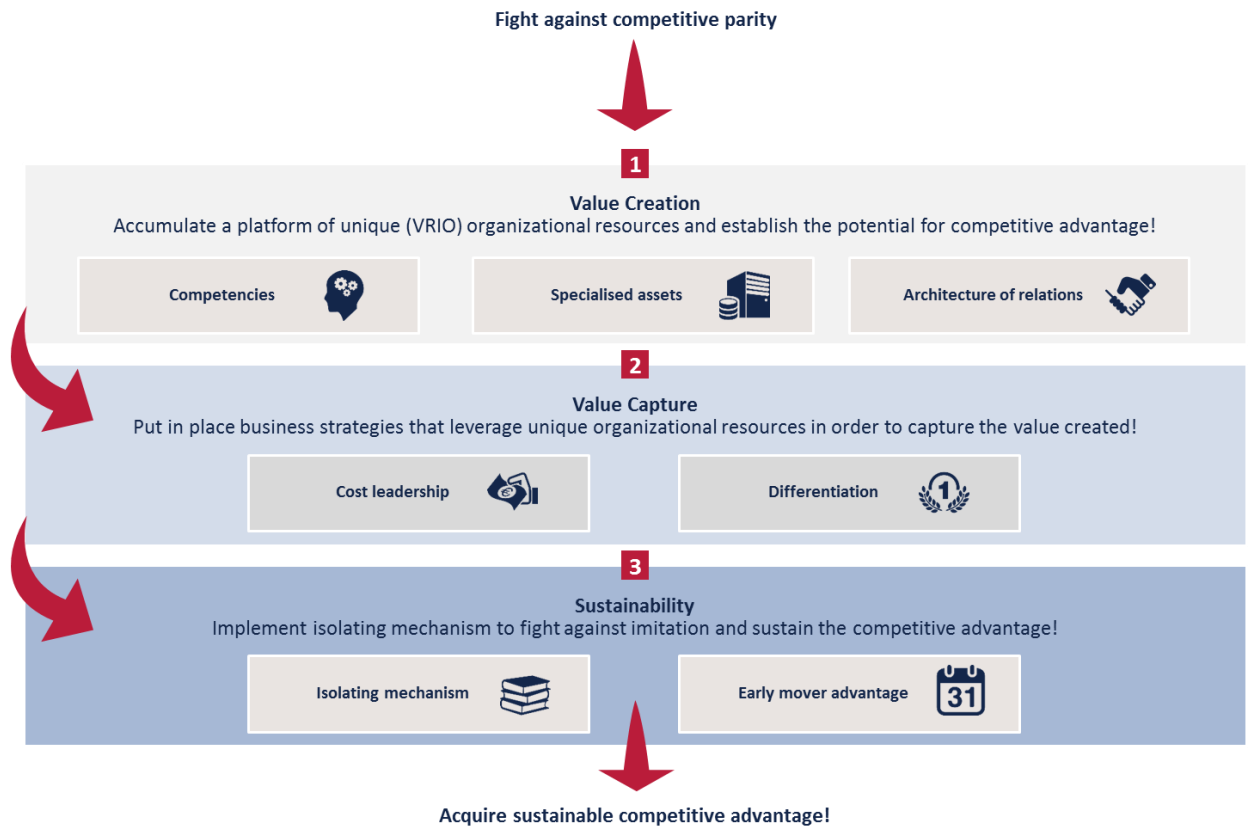 Fight against competitive parity
1
Value Creation
Accumulate a platform of unique (VRIO) organizational resources and establish the potential for competitive advantage!
Competencies
Specialised assets
Architecture of relations
2
Value Capture
Put in place business strategies that leverage unique organizational resources in order to capture the value created!
Cost leadership
€
Differentiation
1
3
Sustainability
Implement isolating mechanism to fight against imitation and sustain the competitive advantage!
Isolating mechanism
Early mover advantage
31
Acquire sustainable competitive advantage!